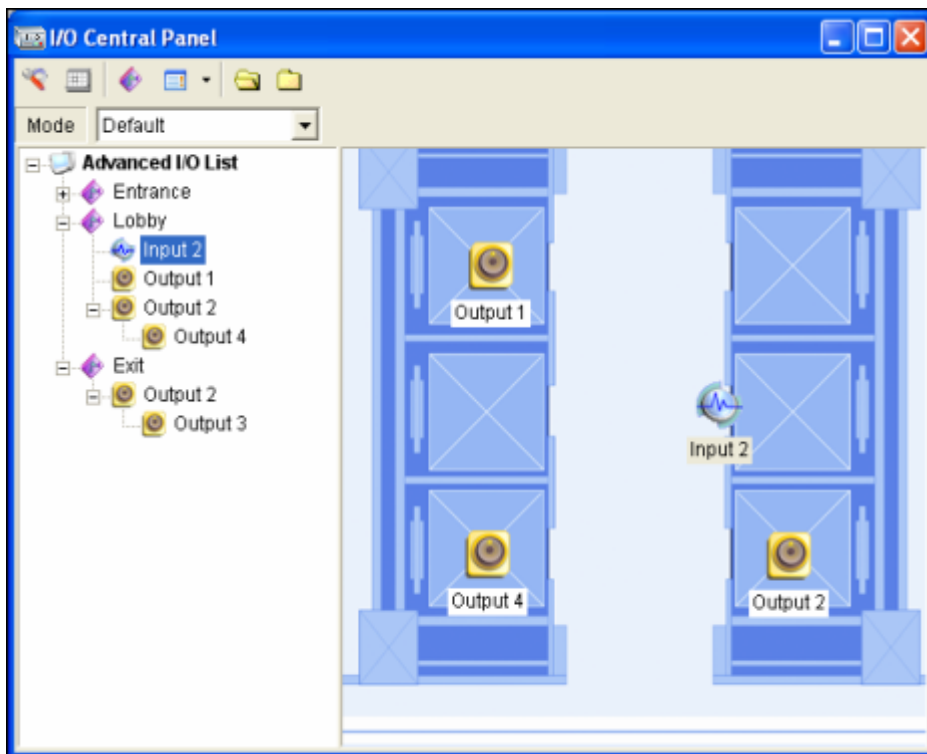 I/O Central Panel
Mode
Default
Advanced I/O List
Entrance
Lobby
Input 2
Output 1
Output 2
Output 4
Exit
Output 2
Output 3
Output 1
Input 2
Output 4
Output 2